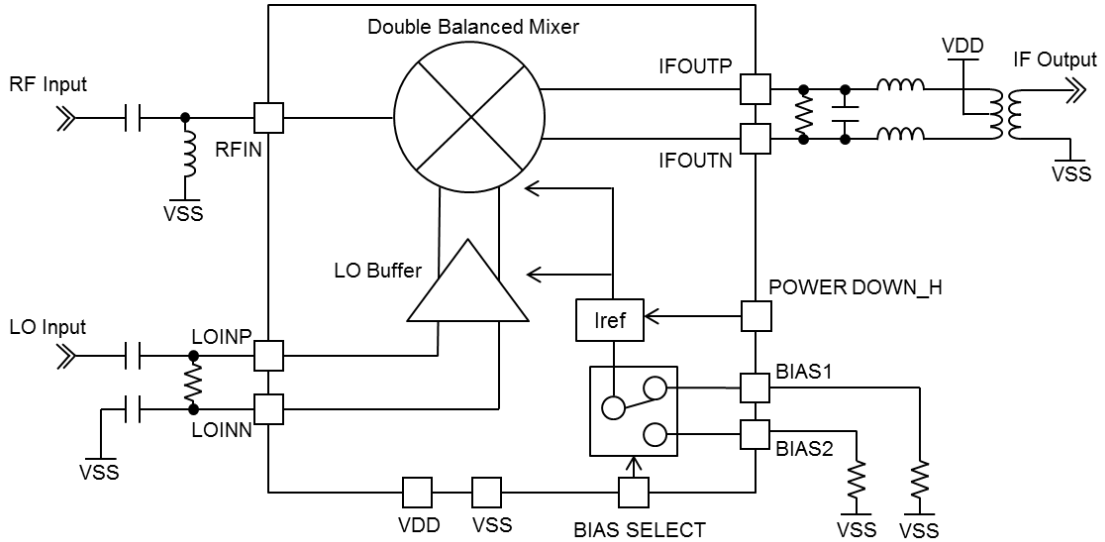 Double Balanced Mixer
RF Input
RFIN
VSS
IFOUTP
IFOUTN
VDD
IF Output
VSS
LO Buffer
LO Input
LOINP
LOINN
VSS
Iref
POWER DOWN_H
BIAS1
BIAS2
VSS
VSS
VDD
VSS
BIAS SELECT